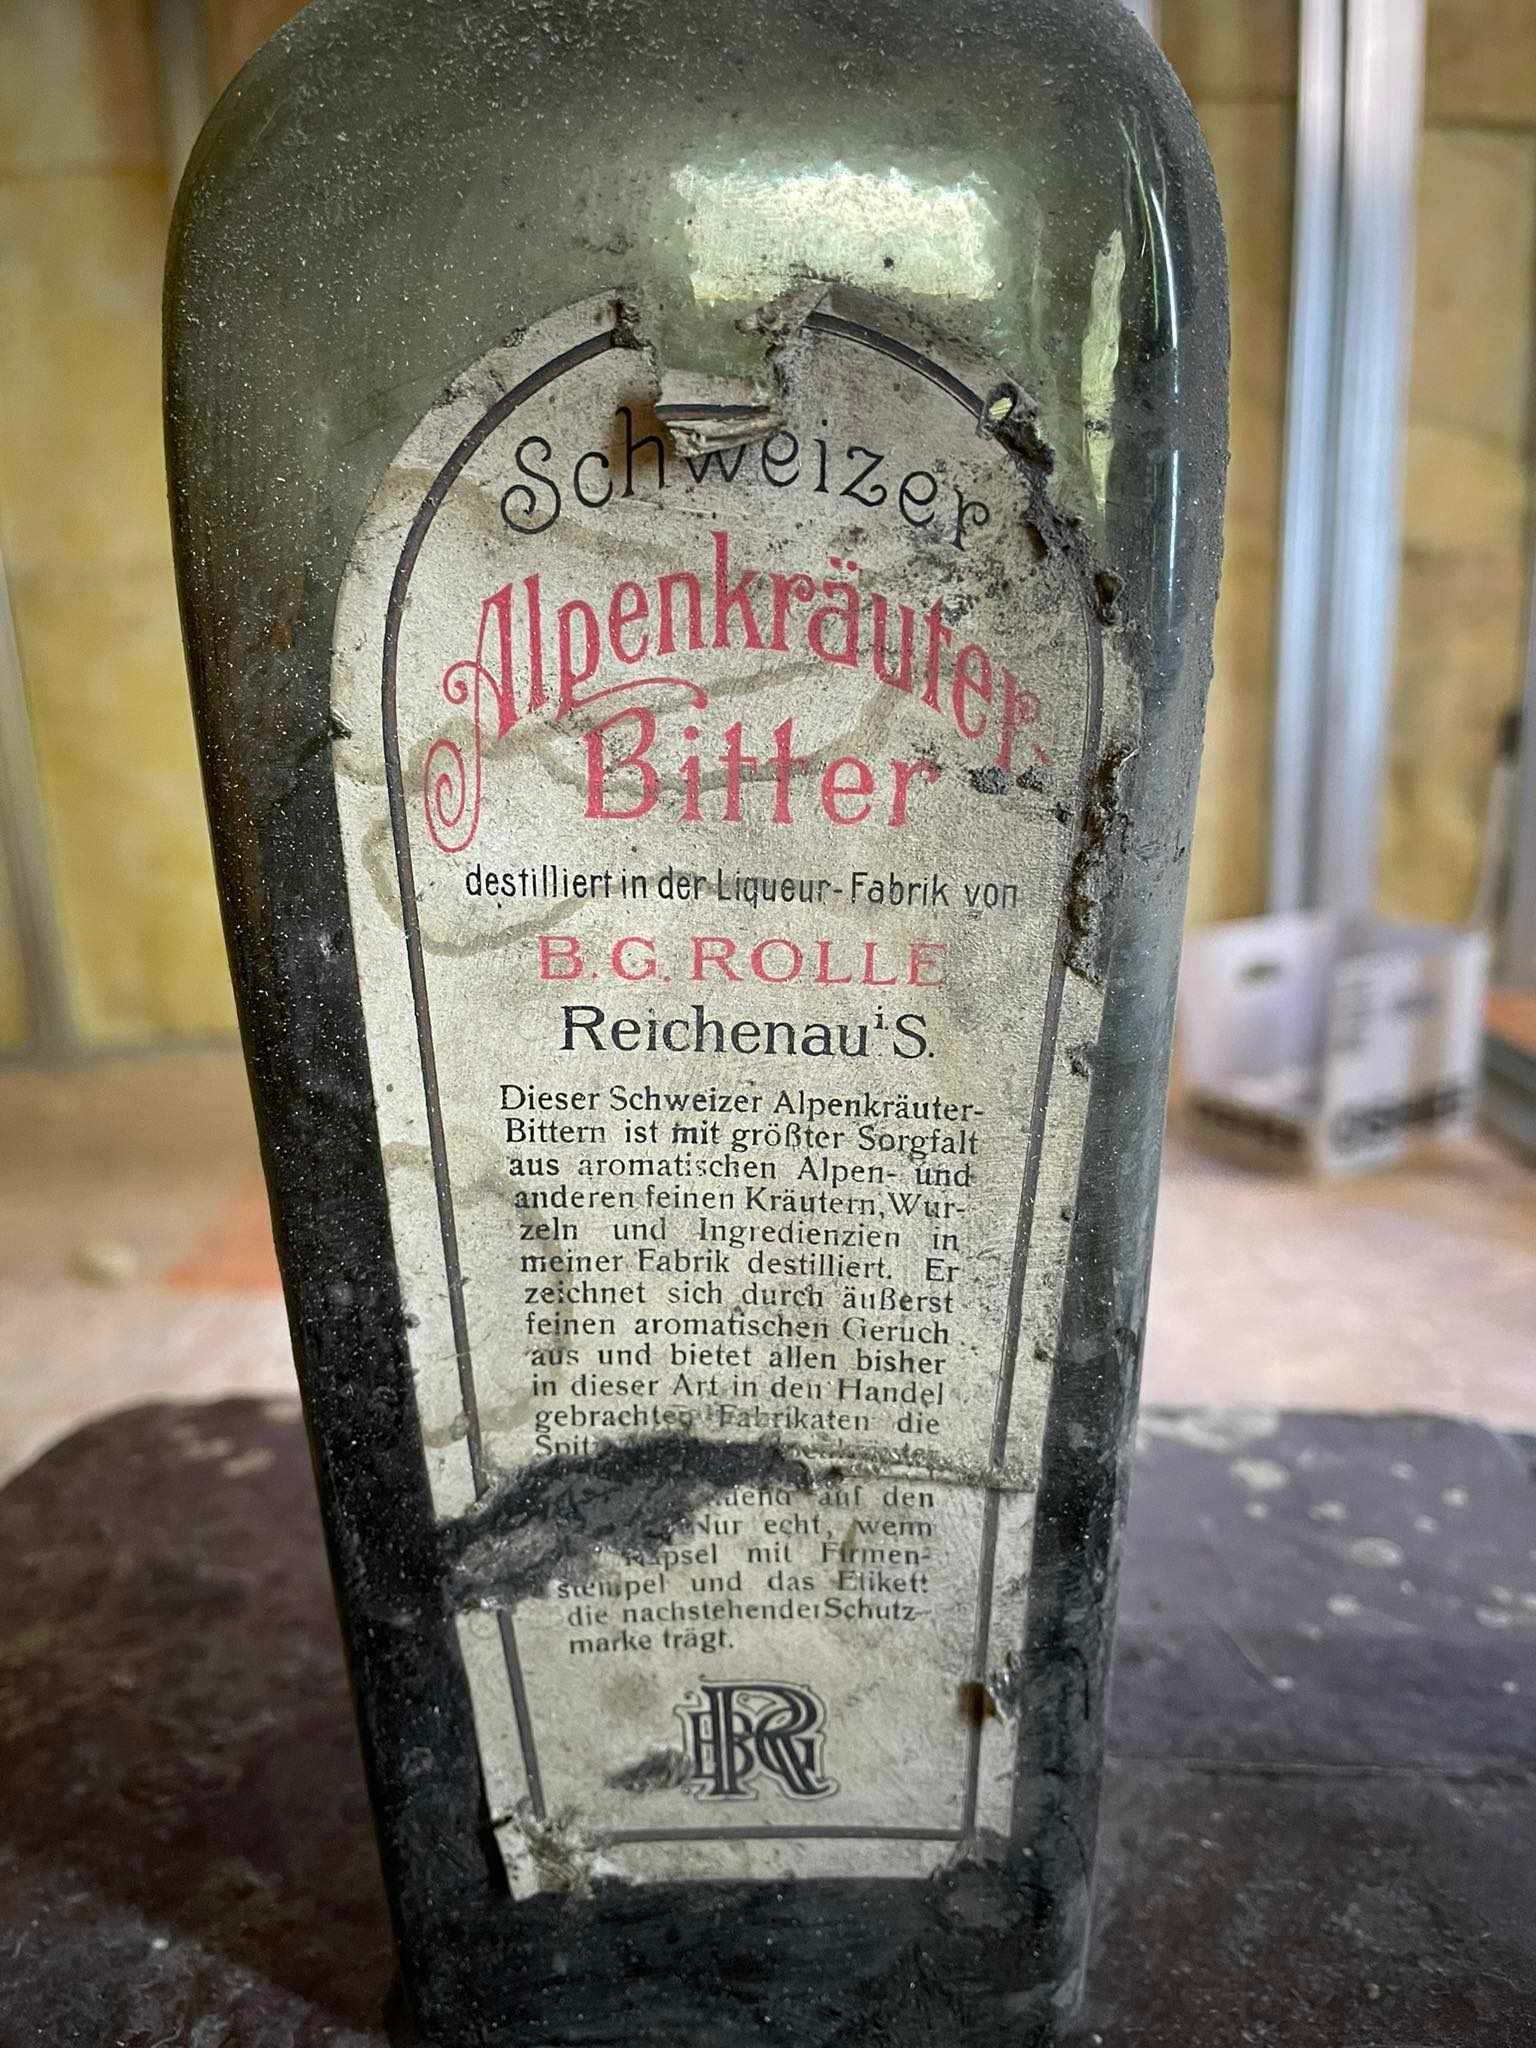 Schweizer
Alpenkräuter-
Bitter
destilliert in der Liqueur-Fabrik von
B. G. ROLLE
Reichenau i. S.
Dieser Schweizer Alpenkräuter-
Bittern ist mit größter Sorgfalt
aus aromatischen Alpen- und
anderen feinen Kräutern, Wur-
zeln und Ingredienzien in
meiner Fabrik destilliert. Er
zeichnet sich durch äußerst
feinen aromatischen Geruch
aus und bietet allen bisher
in dieser Art in den Handel
gebrachten Fabrikaten die
auf den
Nur echt, wenn
Kapsel mit Firmen-
stempel und das Etikett
die nachstehende Schutz-
marke trägt.
BGR